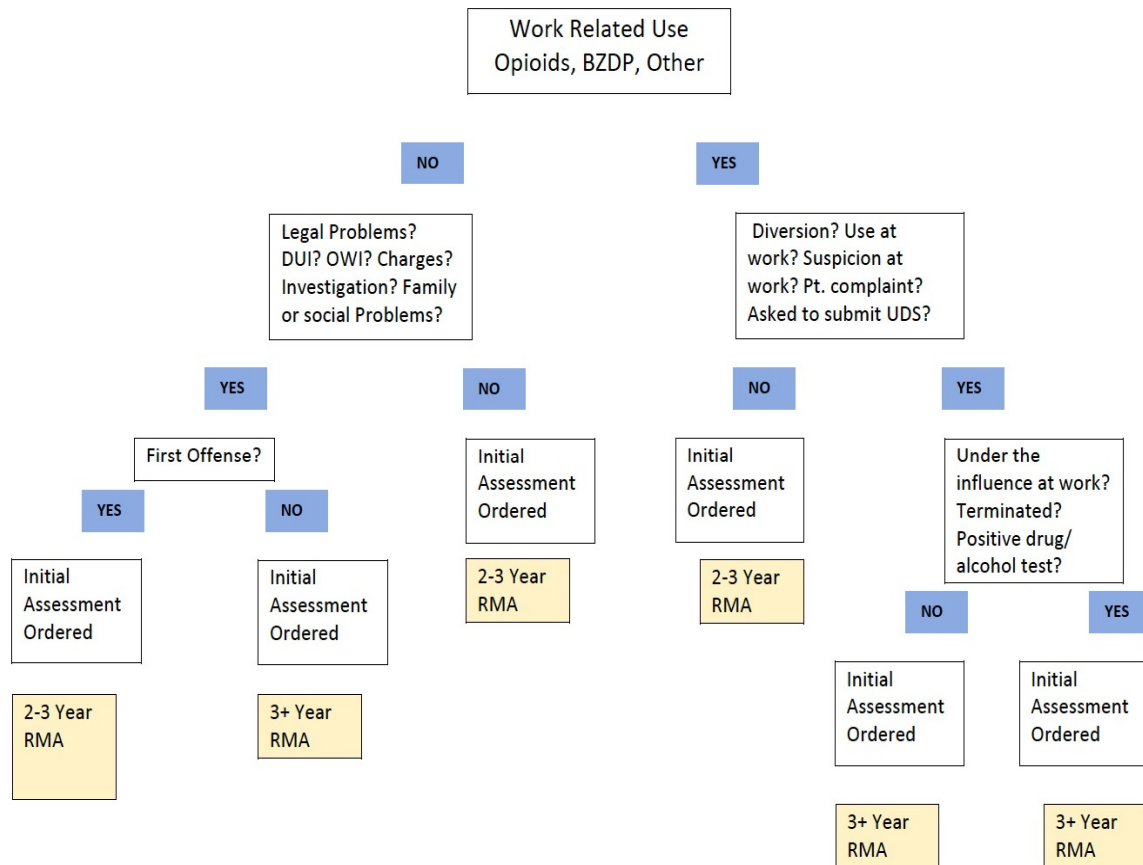 Work Related Use
Opioids, BZDP, Other
NO
YES
Legal Problems?
DUI? OWI? Charges?
Investigation? Family
or social Problems?
Diversion? Use at
work? Suspicion at
work? Pt. complaint?
Asked to submit UDS?
YES
NO
NO
YES
First Offense?
Initial
Assessment
Ordered
Initial
Assessment
Ordered
Under the
influence at work?
Terminated?
Positive drug/
alcohol test?
YES
NO
2-3 Year
RMA
2-3 Year
RMA
Initial
Assessment
Ordered
Initial
Assessment
Ordered
NO
YES
2-3 Year
RMA
3+ Year
RMA
Initial
Assessment
Ordered
Initial
Assessment
Ordered
3+ Year
RMA
3+ Year
RMA